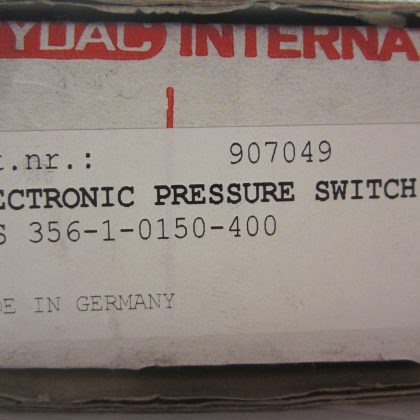 YDAC INTERNA
t.nr.: 907049
ECTRONIC PRESSURE SWITCH
S 356-1-0150-400
DE IN GERMANY